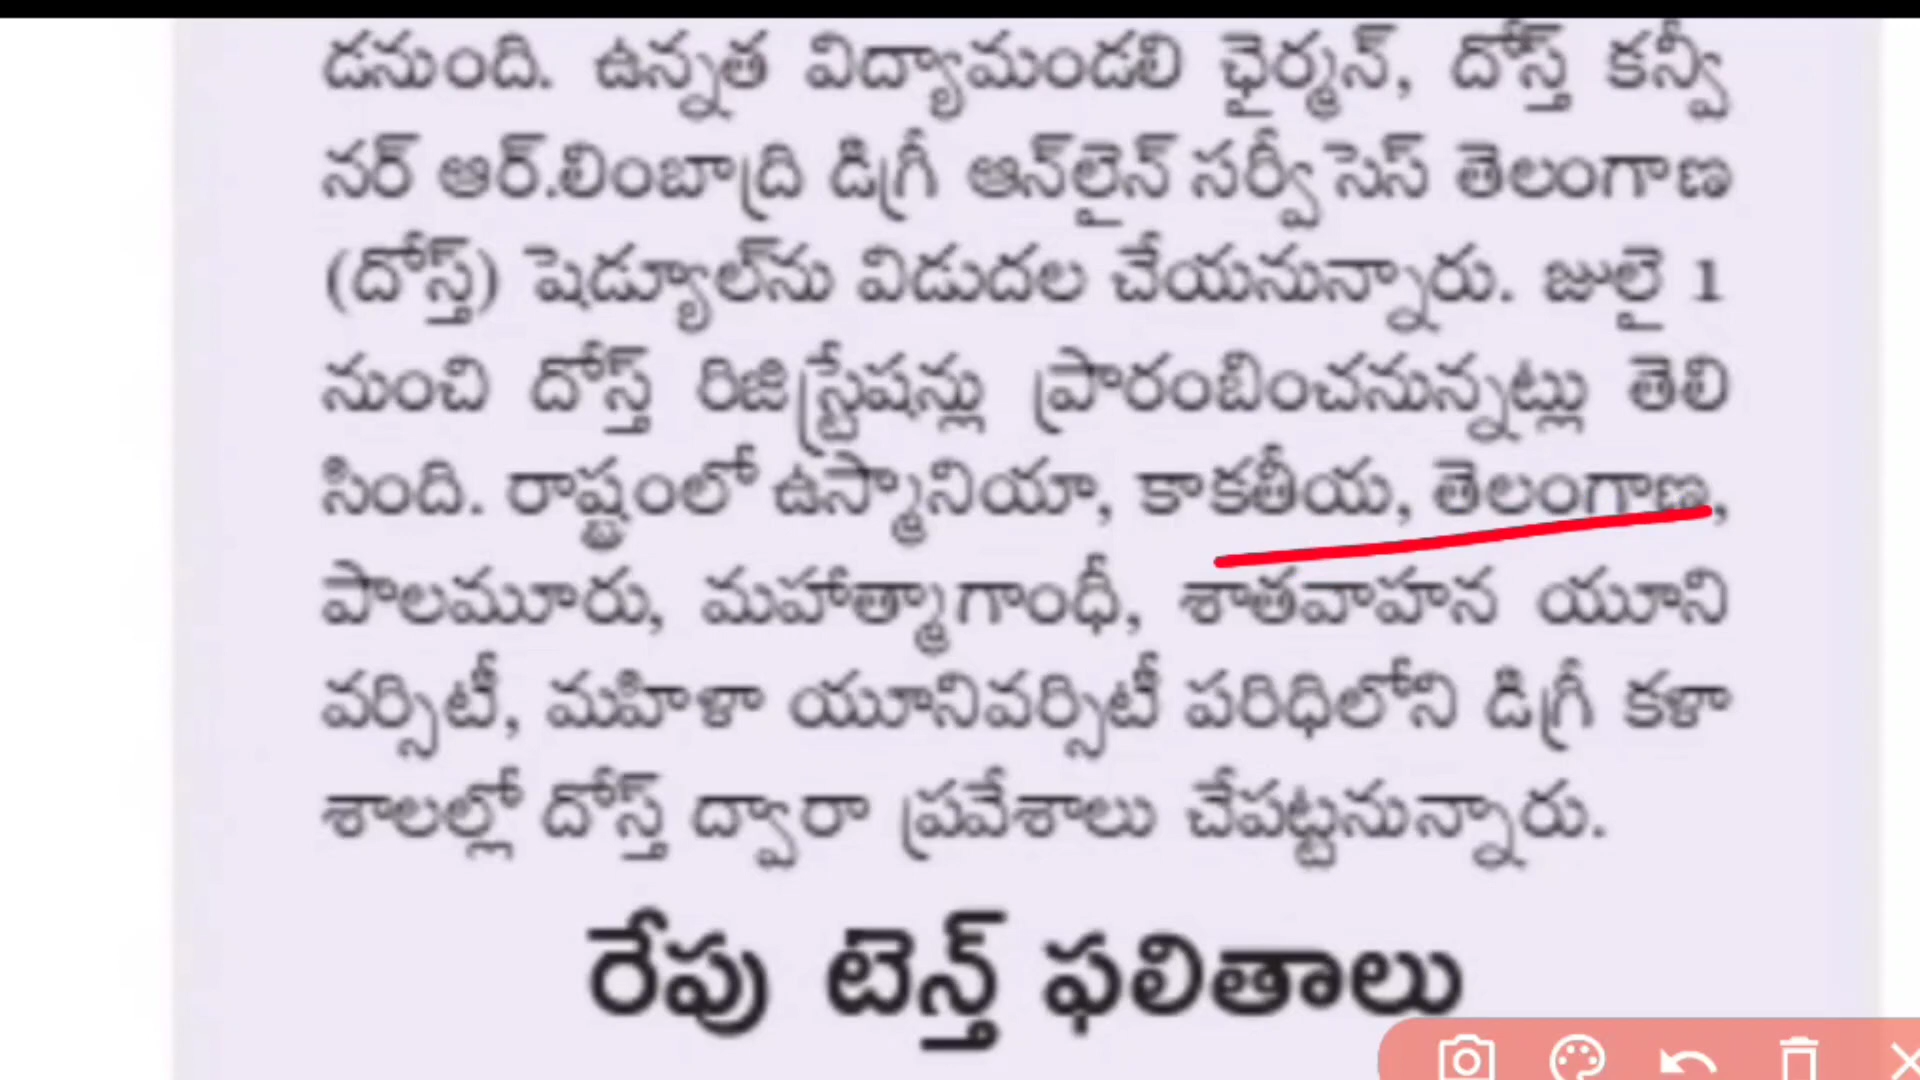 డనుంది. ఉన్నత విద్యామండలి ఛైర్మన్, దోస్త్ కన్వీ
నర్ ఆర్.లింబాద్రి డిగ్రీ ఆన్‌లైన్ సర్వీసెస్ తెలంగాణ
(దోస్త్) షెడ్యూల్‌ను విడుదల చేయనున్నారు. జులై 1
నుంచి దోస్త్ రిజిస్ట్రేషన్లు ప్రారంబించనున్నట్లు తెలి
సింది. రాష్ట్రంలో ఉస్మానియా, కాకతీయ, తెలంగాణ,
పాలమూరు, మహాత్మాగాంధీ, శాతవాహన యూని
వర్సిటీ, మహిళా యూనివర్సిటీ పరిధిలోని డిగ్రీ కళా
శాలల్లో దోస్త్ ద్వారా ప్రవేశాలు చేపట్టనున్నారు.
రేపు టెన్త్ ఫలితాలు